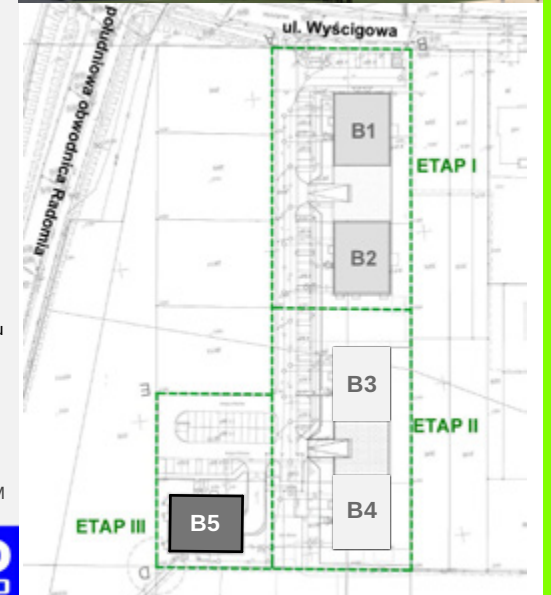 ul. Wyścigowa
południowa obwodnica Radomia
B1
ETAP I
B2
B3
ETAP II
B4
B5
ETAP III